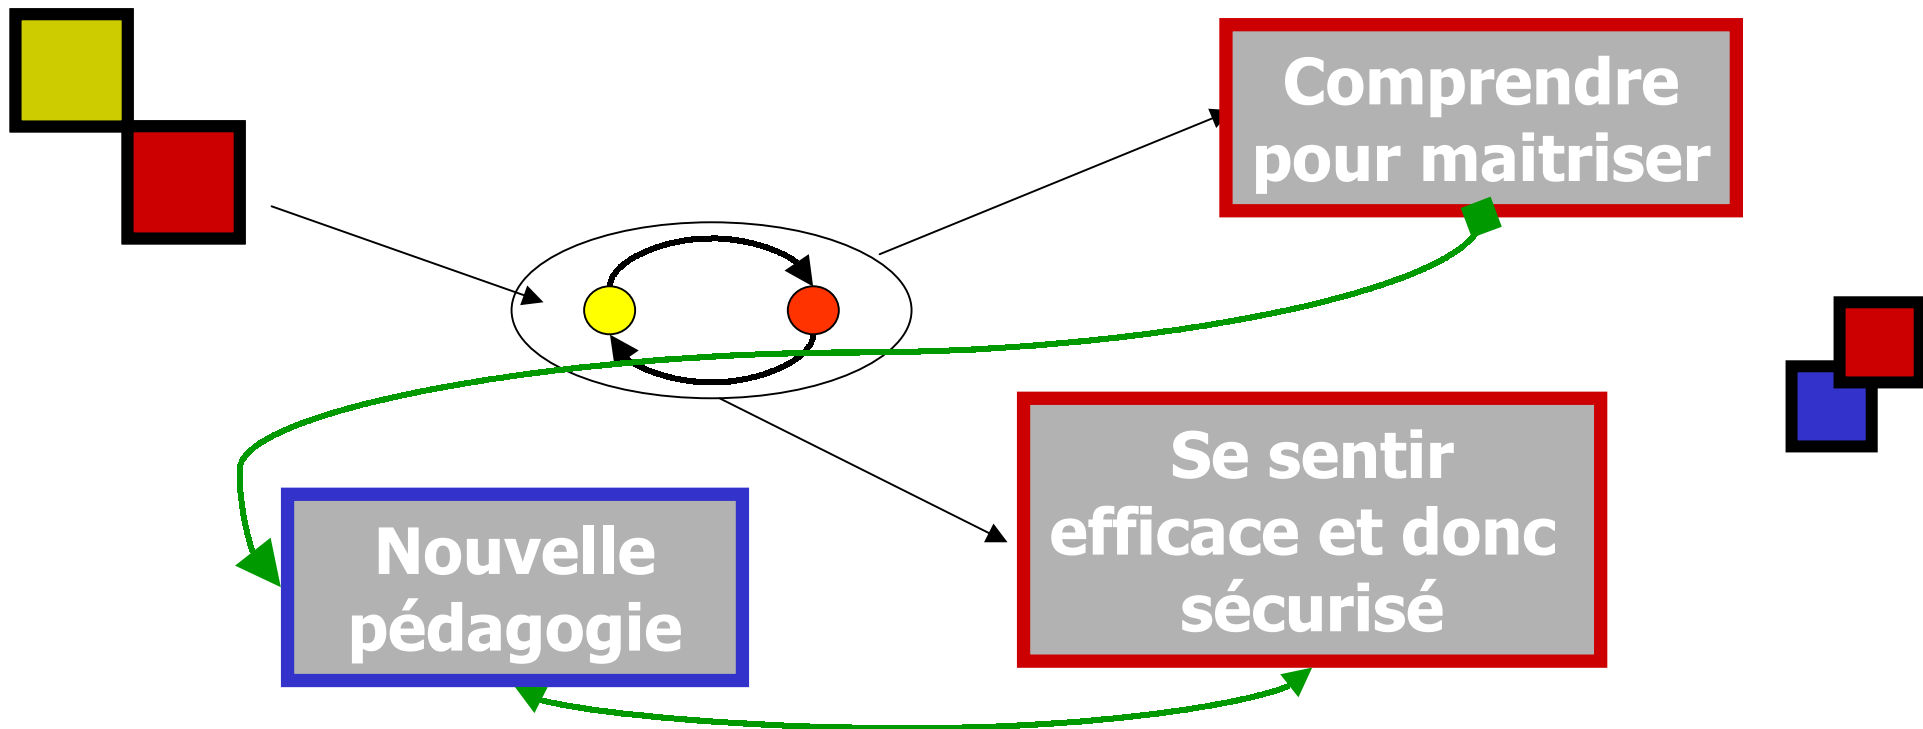 Comprendre
pour maitriser
Se sentir
efficace et donc
sécurisé
Nouvelle
pédagogie